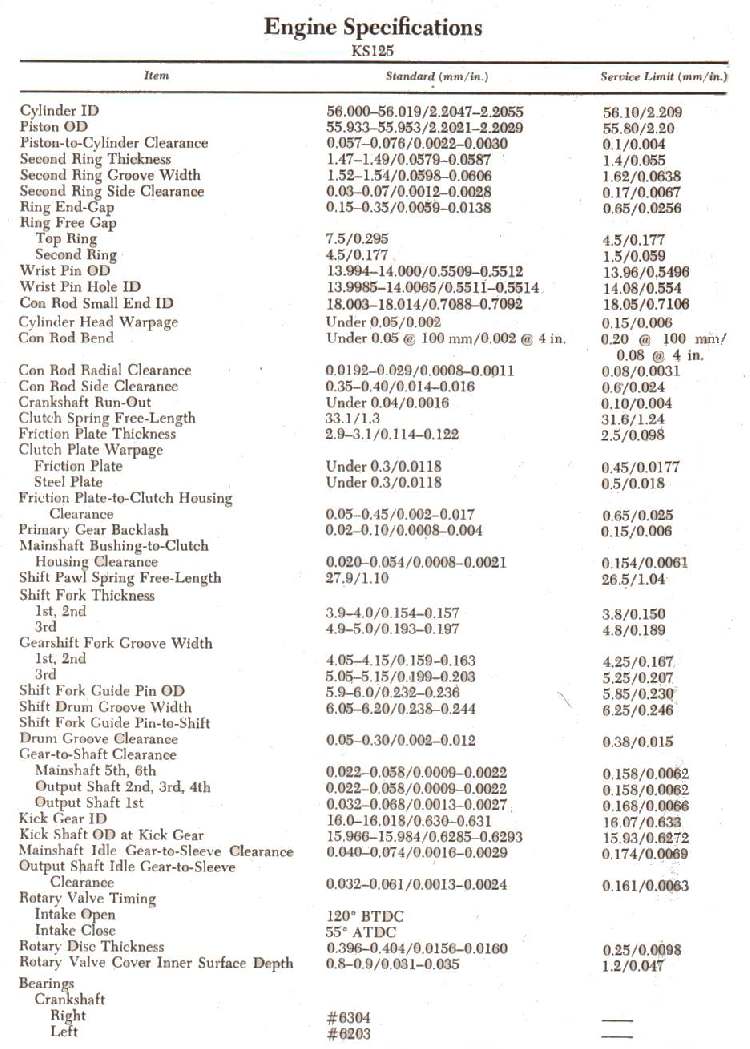 Engine Specifications
KS125
Item Standard (mm/in.) Service Limit (mm/in.)
Cylinder ID 56.000–56.019/2.2047–2.2055 56.10/2.209
Piston OD 55.933–55.953/2.2021–2.2029 55.80/2.20
Piston-to-Cylinder Clearance 0.057–0.076/0.0022–0.0030 0.1/0.004
Second Ring Thickness 1.47–1.49/0.0579–0.0587 1.4/0.055
Second Ring Groove Width 1.52–1.54/0.0598–0.0606 1.62/0.0638
Second Ring Side Clearance 0.03–0.07/0.0012–0.0028 0.17/0.0067
Ring End-Gap 0.15–0.35/0.0059–0.0138 0.65/0.0256
Ring Free Gap
Top Ring 7.5/0.295 4.5/0.177
Second Ring 4.5/0.177 1.5/0.059
Wrist Pin OD 13.994–14.000/0.5509–0.5512 13.96/0.5496
Wrist Pin Hole ID 13.9985–14.0065/0.5511–0.5514 14.08/0.554
Con Rod Small End ID 18.003–18.014/0.7088–0.7092 18.05/0.7106
Cylinder Head Warpage Under 0.05/0.002 0.15/0.006
Con Rod Bend Under 0.05 @ 100 mm/0.002 @ 4 in. 0.20 @ 100 mm/
0.08 @ 4 in.
Con Rod Radial Clearance 0.0192–0.029/0.0008–0.0011 0.08/0.0031
Con Rod Side Clearance 0.35–0.40/0.014–0.016 0.6/0.024
Crankshaft Run-Out Under 0.04/0.0016 0.10/0.004
Clutch Spring Free-Length 33.1/1.3 31.6/1.24
Friction Plate Thickness 2.9–3.1/0.114–0.122 2.5/0.098
Clutch Plate Warpage
Friction Plate Under 0.3/0.0118 0.45/0.0177
Steel Plate Under 0.3/0.0118 0.5/0.018
Friction Plate-to-Clutch Housing
Clearance 0.05–0.45/0.002–0.017 0.65/0.025
Primary Gear Backlash 0.02–0.10/0.0008–0.004 0.15/0.006
Mainshaft Bushing-to-Clutch
Housing Clearance 0.020–0.054/0.0008–0.0021 0.154/0.0061
Shift Pawl Spring Free-Length 27.9/1.10 26.5/1.04
Shift Fork Thickness
1st, 2nd 3.9–4.0/0.154–0.157 3.8/0.150
3rd 4.9–5.0/0.193–0.197 4.8/0.189
Gearshift Fork Groove Width
1st, 2nd 4.05–4.15/0.159–0.163 4.25/0.167
3rd 5.05–5.15/0.199–0.203 5.25/0.207
Shift Fork Guide Pin OD 5.9–6.0/0.232–0.236 5.85/0.230
Shift Drum Groove Width 6.05–6.20/0.238–0.244 6.25/0.246
Shift Fork Guide Pin-to-Shift
Drum Groove Clearance 0.05–0.30/0.002–0.012 0.38/0.015
Gear-to-Shaft Clearance
Mainshaft 5th, 6th 0.022–0.058/0.0009–0.0022 0.158/0.0062
Output Shaft 2nd, 3rd, 4th 0.022–0.058/0.0009–0.0022 0.158/0.0062
Output Shaft 1st 0.032–0.068/0.0013–0.0027 0.168/0.0066
Kick Gear ID 16.0–16.018/0.630–0.631 16.07/0.633
Kick Shaft OD at Kick Gear 15.966–15.984/0.6285–0.6293 15.93/0.6272
Mainshaft Idle Gear-to-Sleeve Clearance 0.040–0.074/0.0016–0.0029 0.174/0.0069
Output Shaft Idle Gear-to-Sleeve
Clearance 0.032–0.061/0.0013–0.0024 0.161/0.0063
Rotary Valve Timing
Intake Open 120° BTDC
Intake Close 55° ATDC
Rotary Disc Thickness 0.396–0.404/0.0156–0.0160 0.25/0.0098
Rotary Valve Cover Inner Surface Depth 0.8–0.9/0.031–0.035 1.2/0.047
Bearings
Crankshaft
Right #6304 —
Left #6203 —